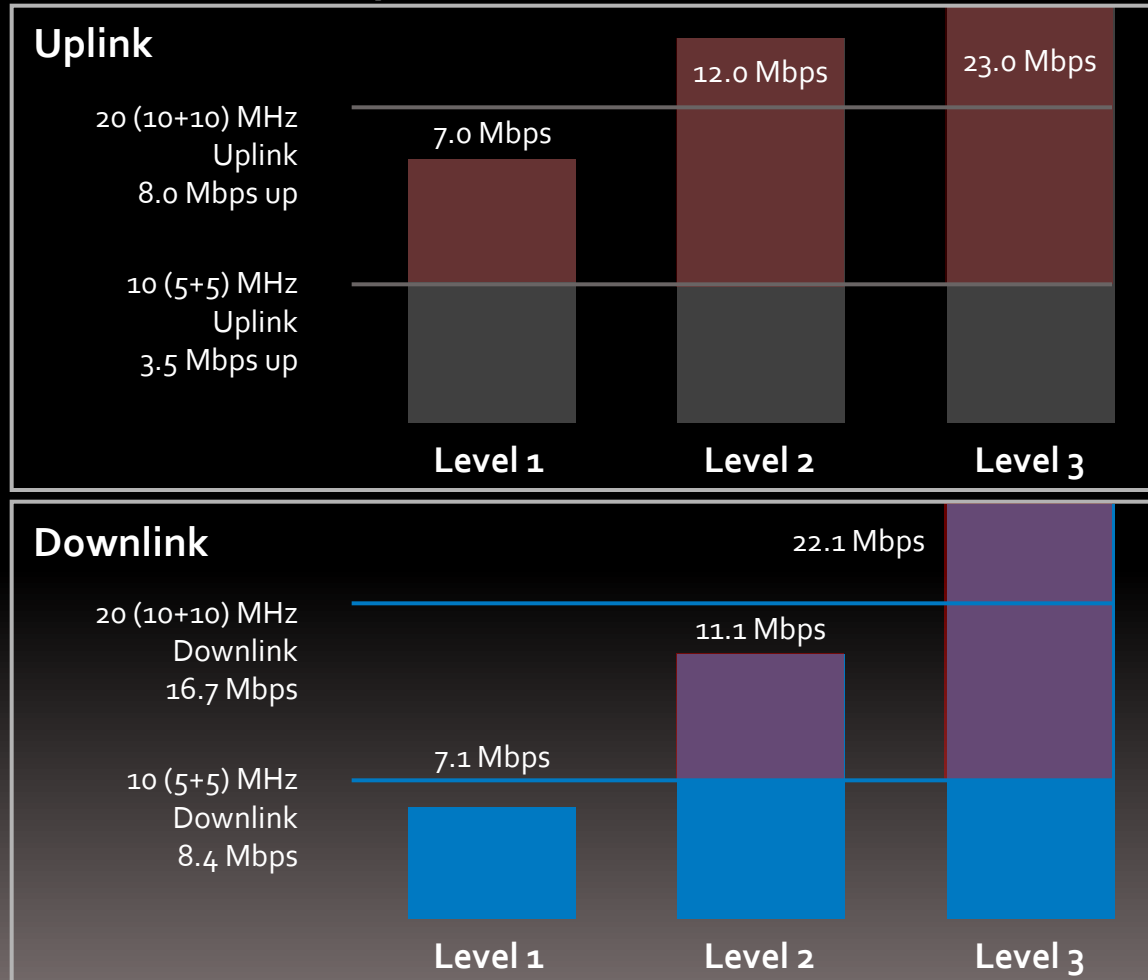 Uplink
12.0 Mbps
23.0 Mbps
20 (10+10) MHz
Uplink
8.0 Mbps up
7.0 Mbps
10 (5+5) MHz
Uplink
3.5 Mbps up
Level 1
Level 2
Level 3
Downlink
22.1 Mbps
20 (10+10) MHz
Downlink
16.7 Mbps
11.1 Mbps
7.1 Mbps
10 (5+5) MHz
Downlink
8.4 Mbps
Level 1
Level 2
Level 3